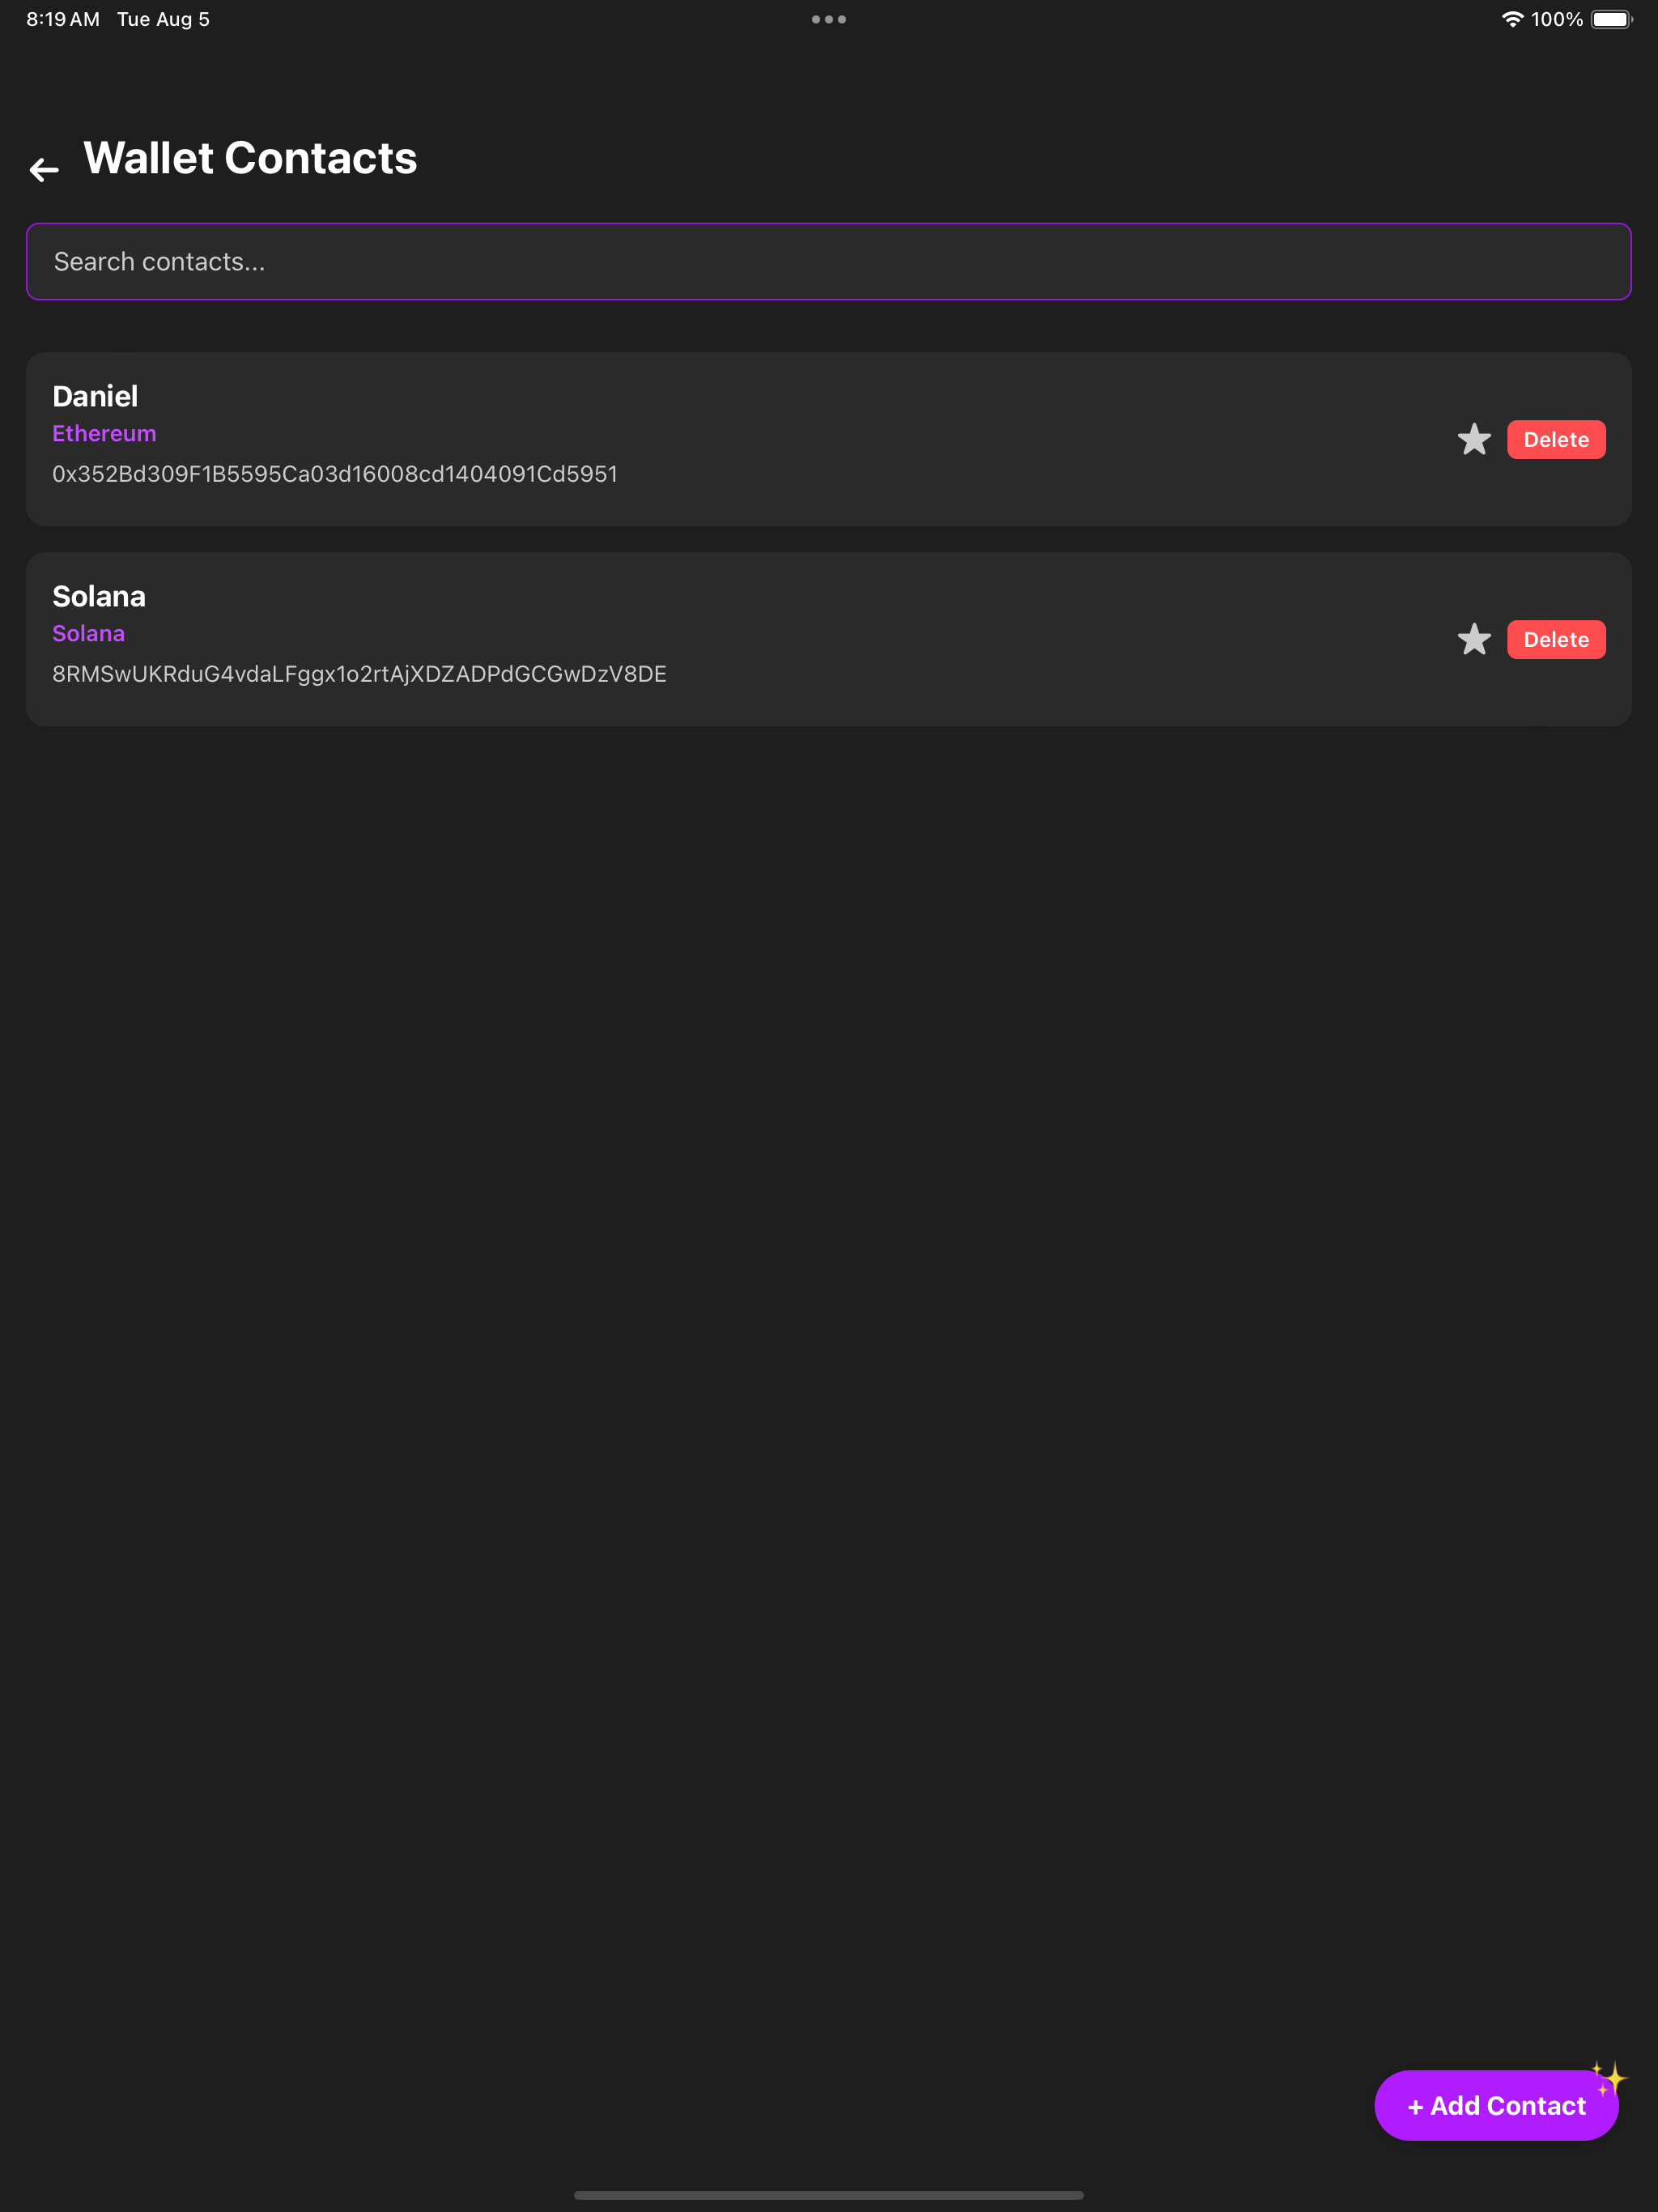 8:19 AM Tue Aug 5
100%
Wallet Contacts
Search contacts...
Daniel
Ethereum
0x352Bd309F1B5595Ca03d16008cd1404091Cd5951
Delete
Solana
Solana
8RMSwUKRduG4vdaLFggx1o2rtAjXDZADPdGCGwDzV8DE
Delete
+ Add Contact